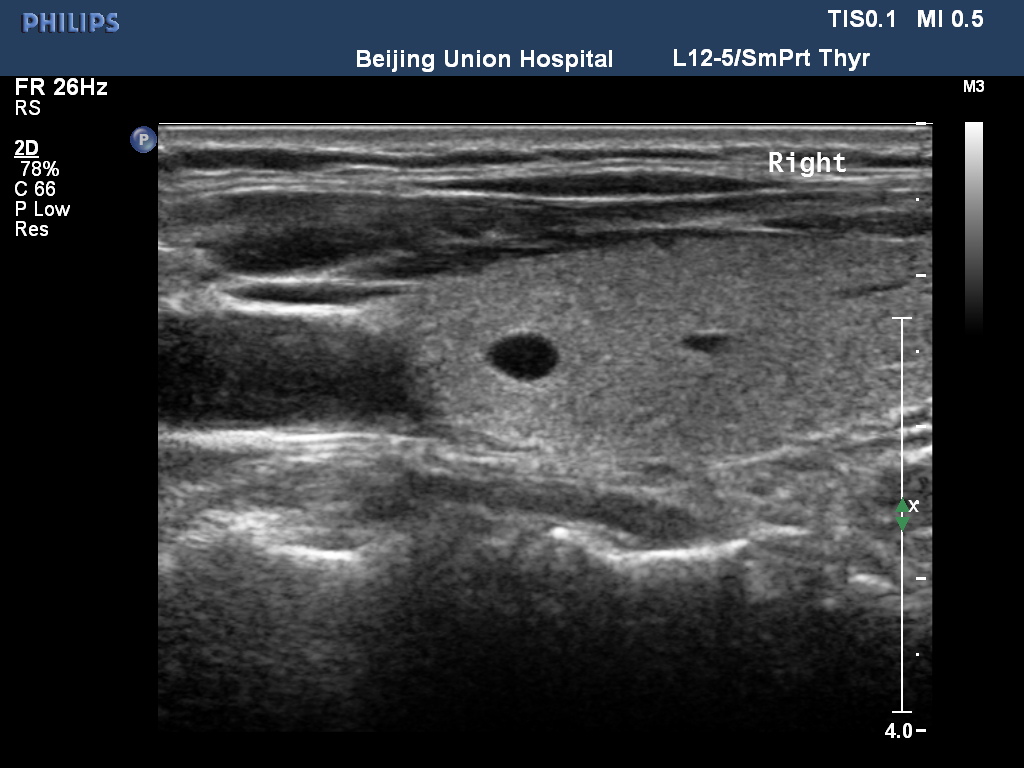 PHILIPS
TIS0.1 MI 0.5
Beijing Union Hospital L12-5/SmPrt Thyr
FR 26Hz
RS
M3
P
2D
78%
C 66
P Low
Res
Right
x
4.0